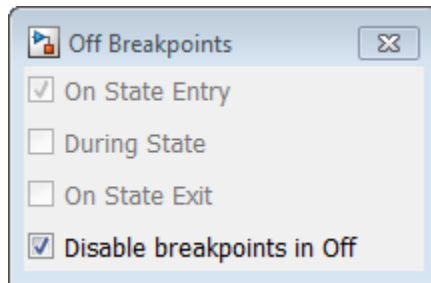 Off Breakpoints
On State Entry
During State
On State Exit
Disable breakpoints in Off